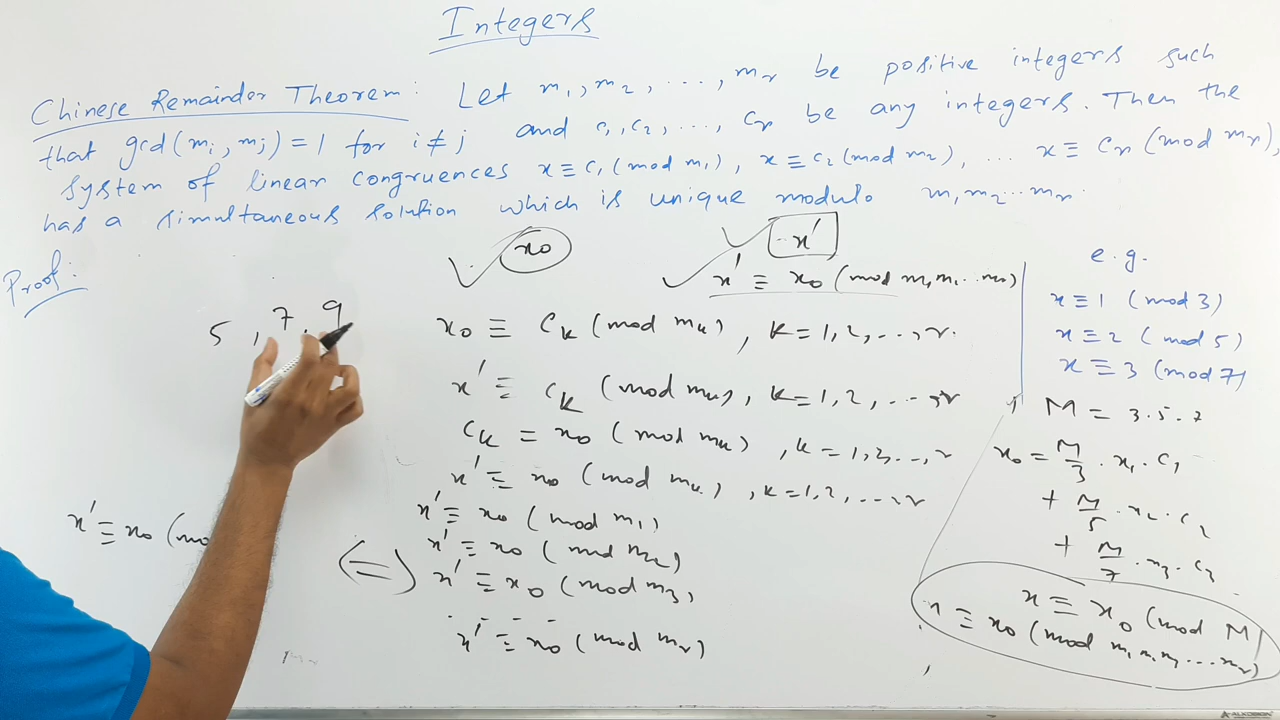 Integers
Chinese Remainder Theorem: Let m₁, m₂, ..., mᵣ be positive integers such
that gcd(mᵢ, mⱼ) = 1 for i ≠ j and c₁, c₂, ..., cᵣ be any integers. Then the
system of linear congruences x ≡ c₁ (mod m₁), x ≡ c₂ (mod m₂), ... x ≡ cᵣ (mod mᵣ),
has a simultaneous solution which is unique modulo m₁m₂...mᵣ.
Proof:
5, 7, 9
x' ≡ x₀ (mo
x₀
x'
x' ≡ x₀ (mod m₁m₂...mᵣ)
x₀ ≡ cₖ (mod mₖ), k = 1, 2, ..., r.
x' ≡ cₖ (mod mₖ), k = 1, 2, ..., r
cₖ ≡ x₀ (mod mₖ), k = 1, 2, ..., r
x' ≡ x₀ (mod mₖ), k = 1, 2, ..., r
x' ≡ x₀ (mod m₁)
x' ≡ x₀ (mod m₂)
(=) x' ≡ x₀ (mod m₃,
- - - -
x' ≡ x₀ (mod mᵣ)
e.g.
x ≡ 1 (mod 3)
x ≡ 2 (mod 5)
x ≡ 3 (mod 7)
M = 3·5·7
x₀ = M/3 · x₁ · c₁
+ M/5 · x₂ · c₂
+ M/7 · x₃ · c₃
x ≡ x₀ (mod M)
x ≡ x₀ (mod m₁m₂m₃...mᵣ)
ALKOSIGN